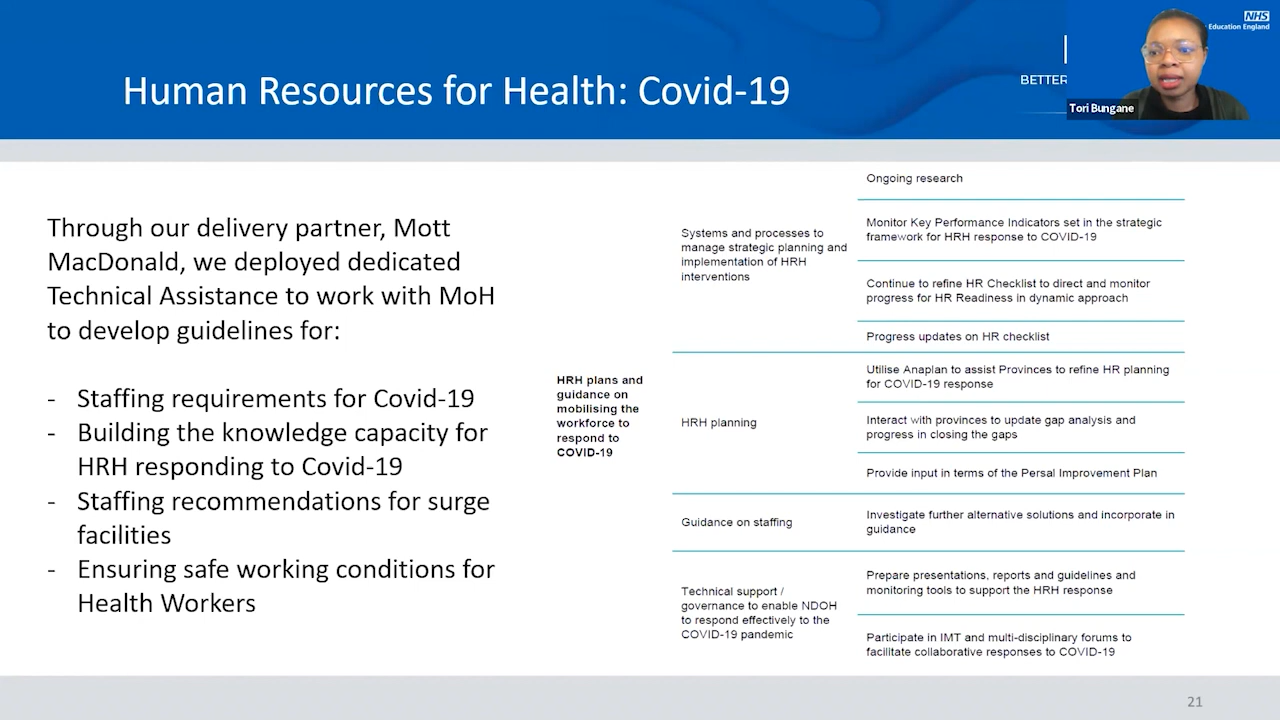 NHS
Education England
BETTER
Tori Bungane
Human Resources for Health: Covid-19
Through our delivery partner, Mott
MacDonald, we deployed dedicated
Technical Assistance to work with MoH
to develop guidelines for:
- Staffing requirements for Covid-19
- Building the knowledge capacity for
HRH responding to Covid-19
- Staffing recommendations for surge
facilities
- Ensuring safe working conditions for
Health Workers
HRH plans and
guidance on
mobilising the
workforce to
respond to
COVID-19
Systems and processes to
manage strategic planning and
implementation of HRH
interventions
Ongoing research
Monitor Key Performance Indicators set in the strategic
framework for HRH response to COVID-19
Continue to refine HR Checklist to direct and monitor
progress for HR Readiness in dynamic approach
Progress updates on HR checklist
HRH planning
Utilise Anaplan to assist Provinces to refine HR planning
for COVID-19 response
Interact with provinces to update gap analysis and
progress in closing the gaps
Provide input in terms of the Persal Improvement Plan
Guidance on staffing
Investigate further alternative solutions and incorporate in
guidance
Technical support /
governance to enable NDOH
to respond effectively to the
COVID-19 pandemic
Prepare presentations, reports and guidelines and
monitoring tools to support the HRH response
Participate in IMT and multi-disciplinary forums to
facilitate collaborative responses to COVID-19
21